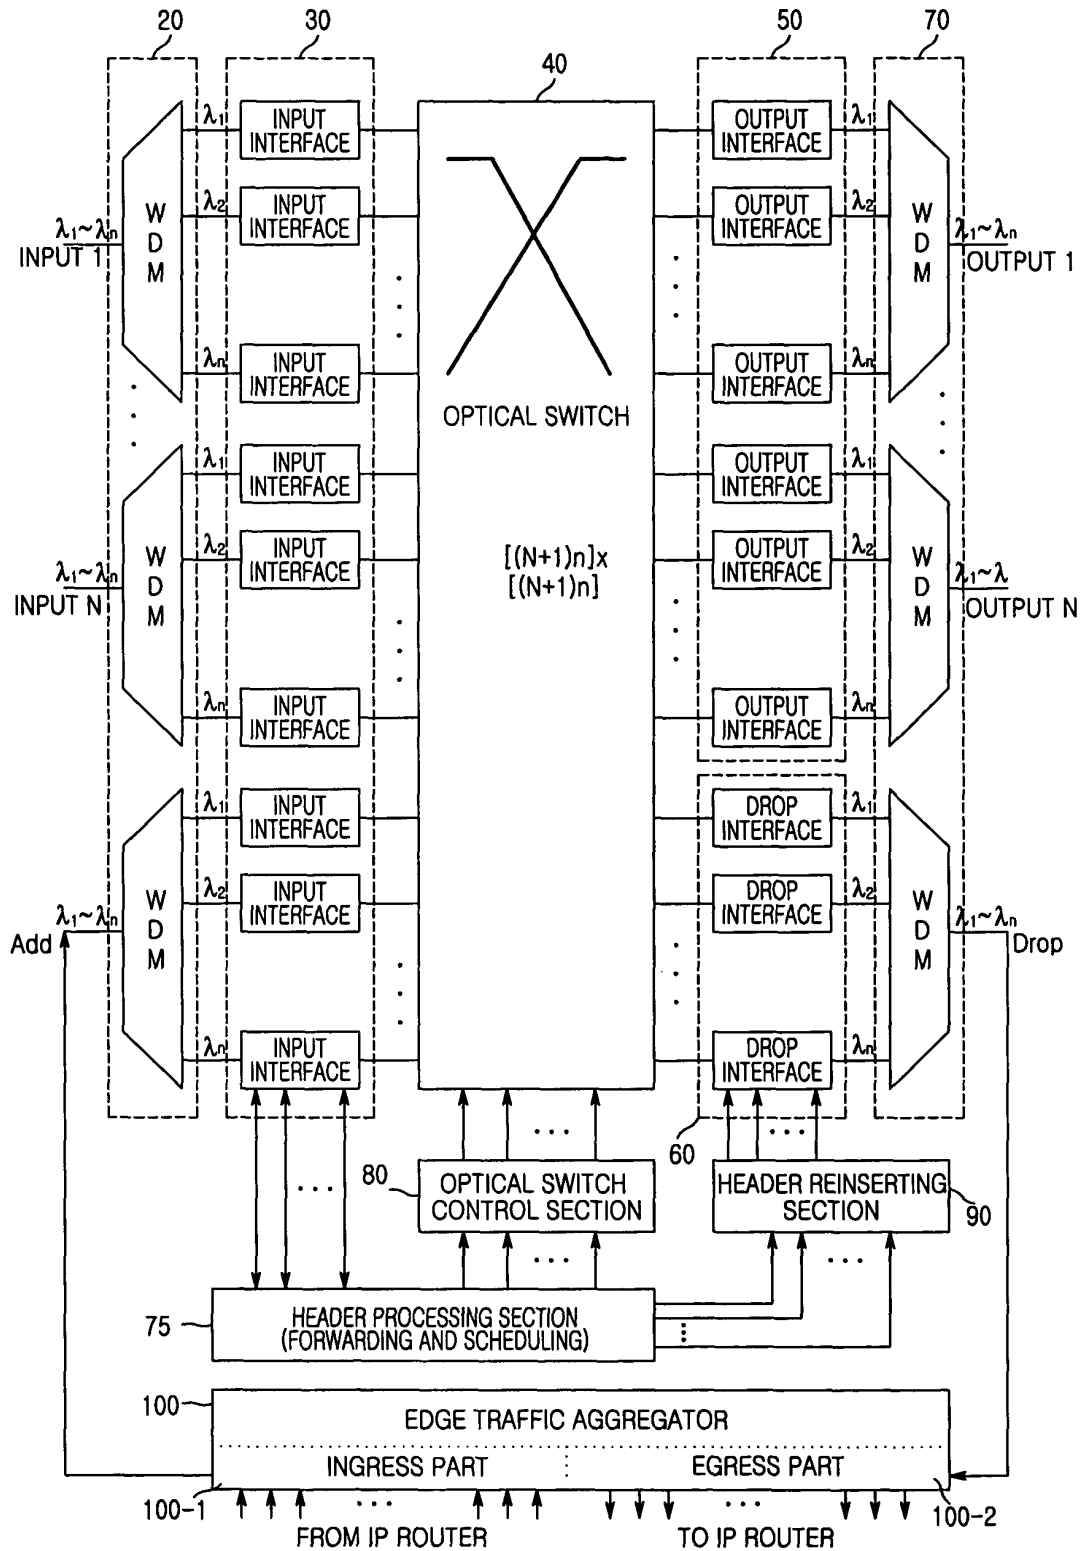 20
30
40
50
70
λ1
INPUT
INTERFACE
OUTPUT
INTERFACE
λ1
λ2
INPUT
INTERFACE
OUTPUT
INTERFACE
λ2
WDM
λ1~λn
INPUT 1
WDM
λ1~λn
OUTPUT 1
λn
INPUT
INTERFACE
OUTPUT
INTERFACE
λn
OPTICAL SWITCH
λ1
INPUT
INTERFACE
OUTPUT
INTERFACE
λ1
λ2
INPUT
INTERFACE
OUTPUT
INTERFACE
λ2
[(N+1)n]x
[(N+1)n]
WDM
λ1~λn
INPUT N
WDM
λ1~λ
OUTPUT N
λn
INPUT
INTERFACE
OUTPUT
INTERFACE
λn
λ1
INPUT
INTERFACE
DROP
INTERFACE
λ1
λ2
INPUT
INTERFACE
DROP
INTERFACE
λ2
WDM
λ1~λn
Add
WDM
λ1~λn
Drop
λn
INPUT
INTERFACE
DROP
INTERFACE
λn
60
80
OPTICAL SWITCH
CONTROL SECTION
HEADER REINSERTING
SECTION
90
75
HEADER PROCESSING SECTION
(FORWARDING AND SCHEDULING)
100
EDGE TRAFFIC AGGREGATOR
INGRESS PART
EGRESS PART
100-1
100-2
FROM IP ROUTER
TO IP ROUTER